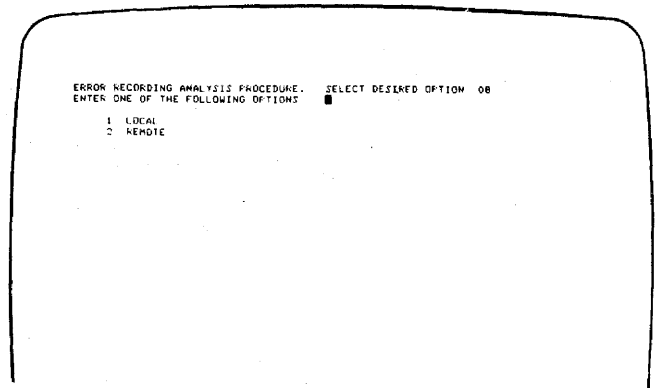 ERROR RECORDING ANALYSIS PROCEDURE. SELECT DESIRED OPTION 08
ENTER ONE OF THE FOLLOWING OPTIONS
1 LOCAL
2 REMOTE